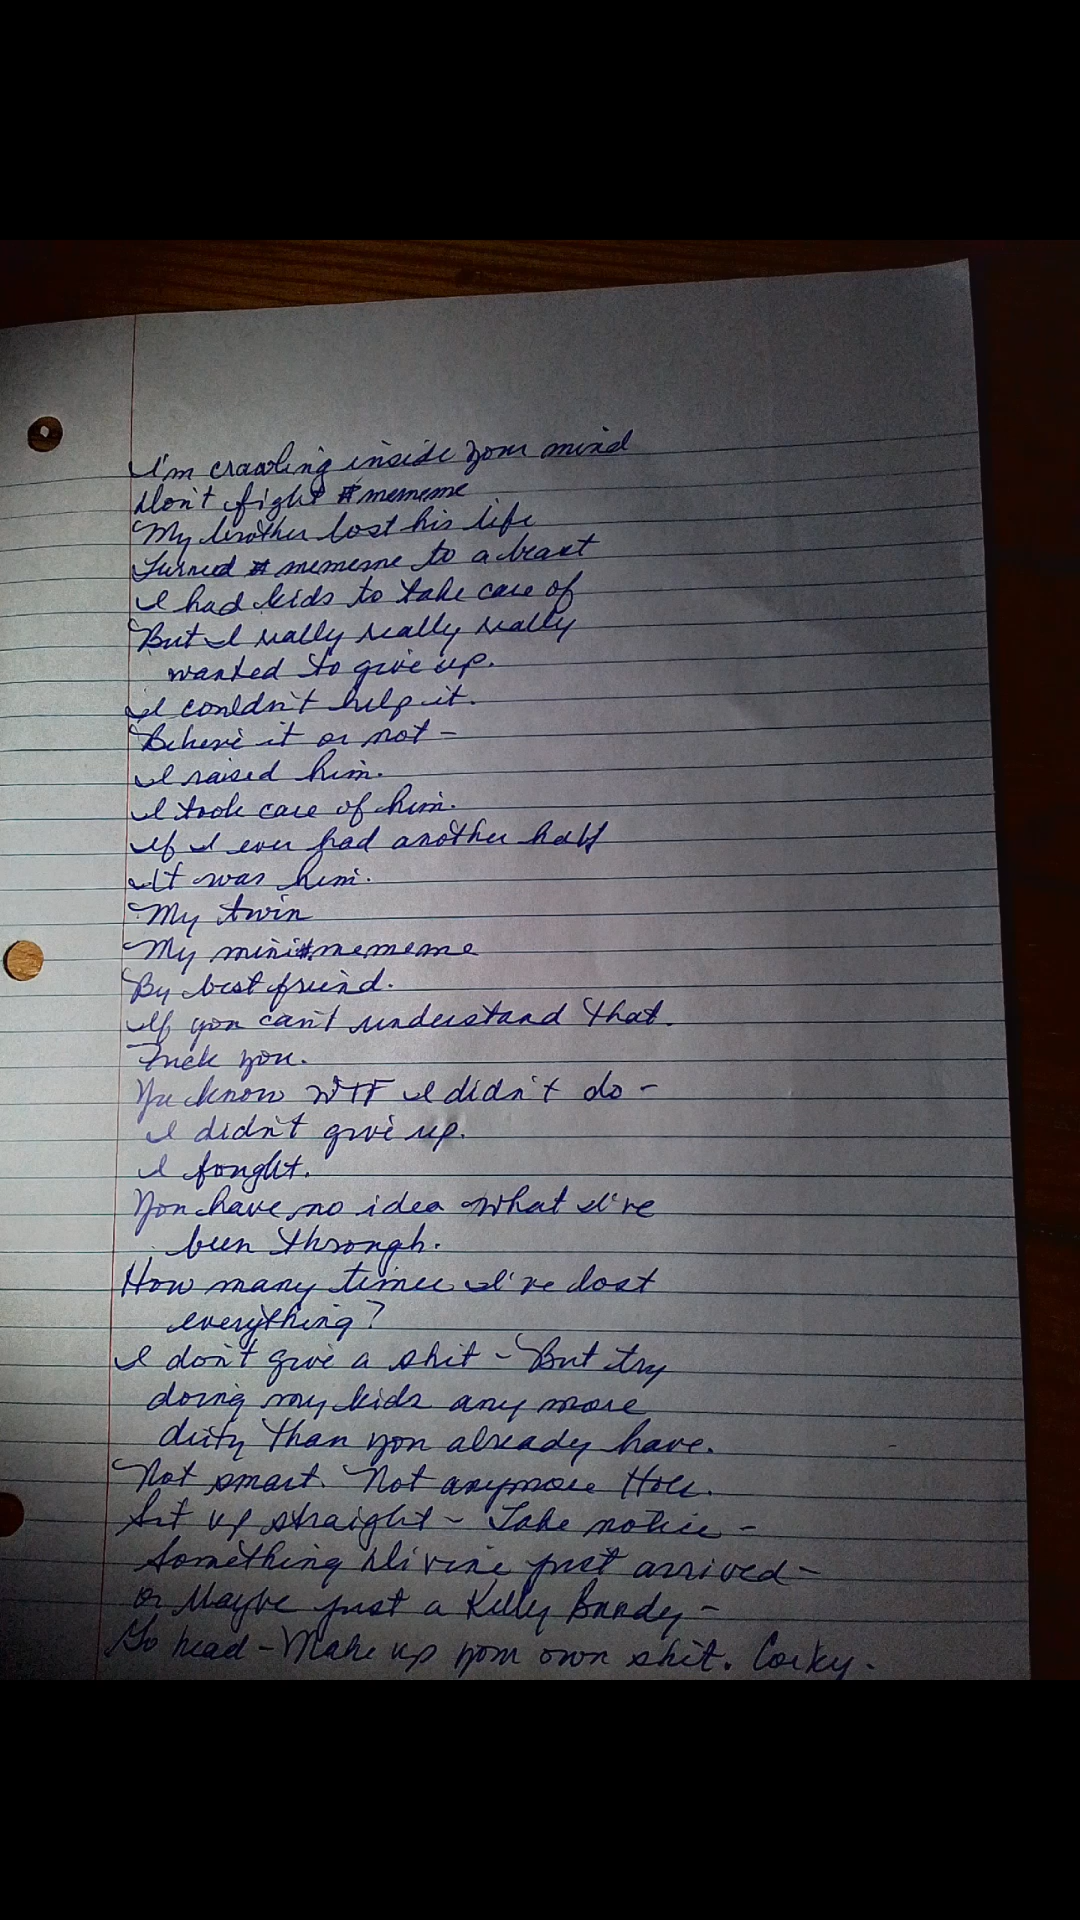 I'm crawling inside your mind
Don't fight #mememe
My brother lost his life
Turned #mememe to a beast
I had kids to take care of
But I really really really
wanted to give up.
I couldn't help it.
Believe it or not -
I raised him.
I took care of him.
If I ever had another half
It was him.
My twin
My mini#mememe
By best friend.
If you can't understand that.
Fuck you.
Ya know WTF I didn't do -
I didn't give up.
I fought.
You have no idea what I've
been through.
How many times I've lost
everything?
I don't give a shit - But try
doing my kids any more
dirty than you already have.
Not smart. Not anymore
Sit up straight - Take notice -
Something Divine just arrived -
or Maybe just a Kelly Bundy -
Go head - Make up your own shit. Corky.